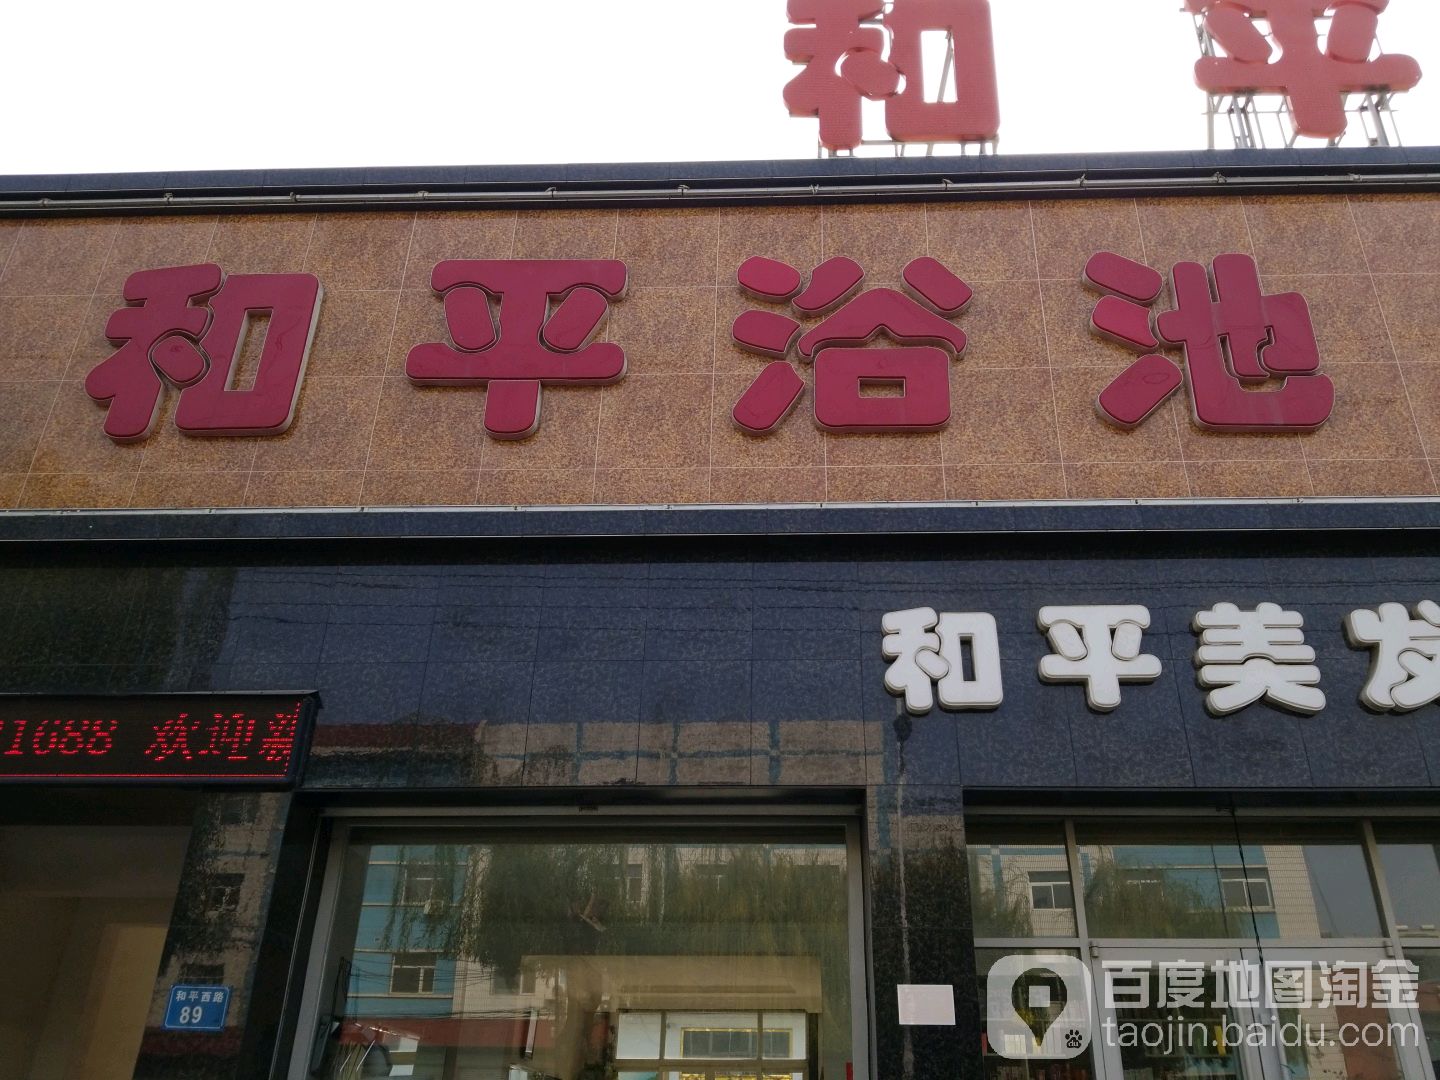 和平
和平浴池
和平美发
1688 欢迎
和平西路
89
百度地图淘金
taojin.baidu.com
du